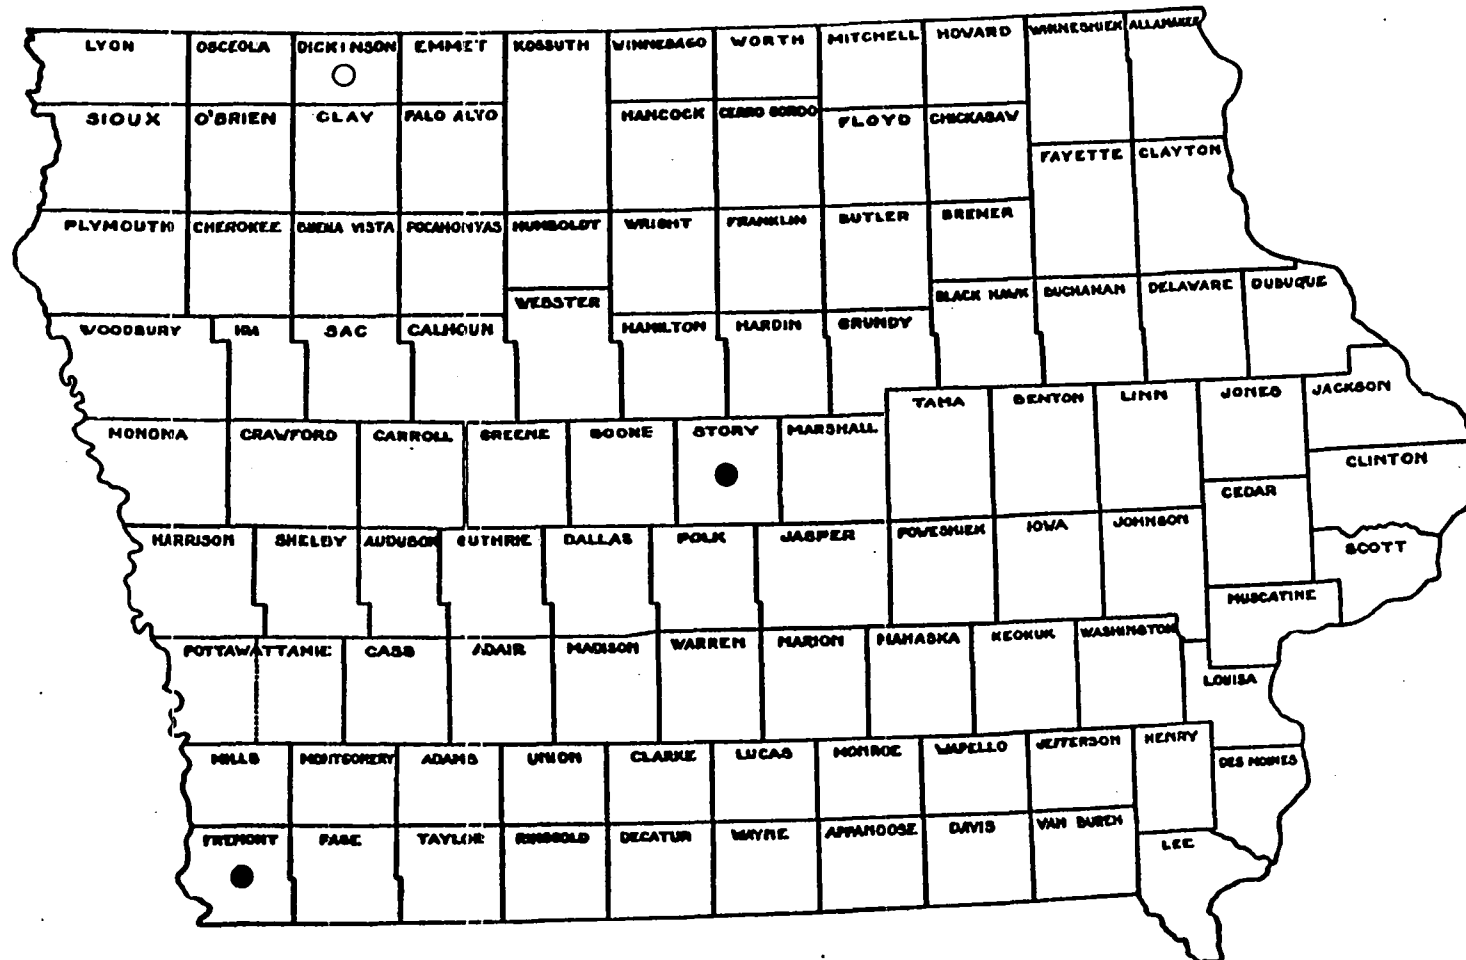 LYON OSCEOLA DICKINSON EMMET KOSSUTH WINNEBAGO WORTH MITCHELL HOWARD WINNESHIEK ALLAMAKEE
SIOUX O'BRIEN CLAY PALO ALTO HANCOCK CERRO GORDO FLOYD CHICKASAW
FAYETTE CLAYTON
PLYMOUTH CHEROKEE BUENA VISTA POCAHONTAS HUMBOLDT WRIGHT FRANKLIN BUTLER BREMER
WEBSTER BLACK HAWK BUCHANAN DELAWARE DUBUQUE
WOODBURY IDA SAC CALHOUN HAMILTON HARDIN GRUNDY
TAMA BENTON LINN JONES JACKSON
MONONA CRAWFORD CARROLL GREENE BOONE STORY MARSHALL
CLINTON
CEDAR
HARRISON SHELBY AUDUBON GUTHRIE DALLAS POLK JASPER POWESHIEK IOWA JOHNSON
SCOTT
MUSCATINE
POTTAWATTAMIE CASS ADAIR MADISON WARREN MARION MAHASKA KEOKUK WASHINGTON
LOUISA
MILLS MONTGOMERY ADAMS UNION CLARKE LUCAS MONROE WAPELLO JEFFERSON HENRY
DES MOINES
FREMONT PAGE TAYLOR RINGGOLD DECATUR WAYNE APPANOOSE DAVIS VAN BUREN
LEE